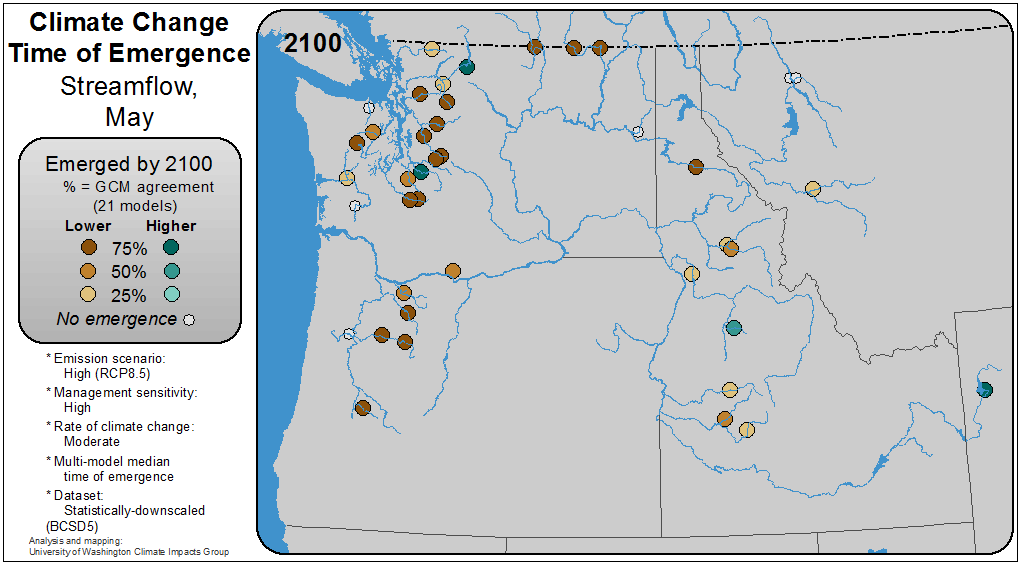 Climate Change
Time of Emergence
Streamflow,
May
2100
Emerged by 2100
% = GCM agreement
(21 models)
Lower Higher
75%
50%
25%
No emergence
* Emission scenario:
High (RCP8.5)
* Management sensitivity:
High
* Rate of climate change:
Moderate
* Multi-model median
time of emergence
* Dataset:
Statistically-downscaled
(BCSD5)
Analysis and mapping:
University of Washington Climate Impacts Group